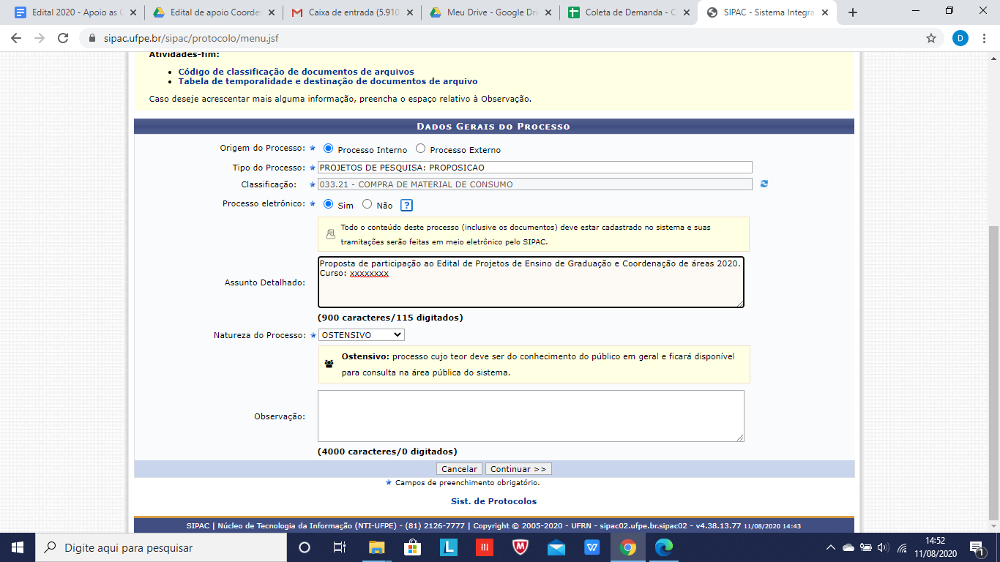 Edital 2020 - Apoio as C
Edital de apoio Coorde
Caixa de entrada (5.910
Meu Drive - Google Dri
Coleta de Demanda - C
SIPAC - Sistema Integra
sipac.ufpe.br/sipac/protocolo/menu.jsf
D
Atividades-fim:
Código de classificação de documentos de arquivos
Tabela de temporalidade e destinação de documentos de arquivo
Caso deseje acrescentar mais alguma informação, preencha o espaço relativo à Observação.
Dados Gerais do Processo
Origem do Processo: Processo Interno Processo Externo
Tipo do Processo: PROJETOS DE PESQUISA: PROPOSICAO
Classificação: 033.21 - COMPRA DE MATERIAL DE CONSUMO
Processo eletrônico: Sim Não ?
Todo o conteúdo deste processo (inclusive os documentos) deve estar cadastrado no sistema e suas
tramitações serão feitas em meio eletrônico pelo SIPAC.
Assunto Detalhado:
Proposta de participação ao Edital de Projetos de Ensino de Graduação e Coordenação de áreas 2020.
Curso: xxxxxxxx
(900 caracteres/115 digitados)
Natureza do Processo: OSTENSIVO
Ostensivo: processo cujo teor deve ser do conhecimento do público em geral e ficará disponível
para consulta na área pública do sistema.
Observação:
(4000 caracteres/0 digitados)
Cancelar Continuar >>
Campos de preenchimento obrigatório.
Sist. de Protocolos
SIPAC | Núcleo de Tecnologia da Informação (NTI-UFPE) - (81) 2126-7777 | Copyright © 2005-2020 - UFRN - sipac02.ufpe.br.sipac02 - v4.38.13.77 11/08/2020 14:43
Digite aqui para pesquisar
L
W
14:52
11/08/2020
1